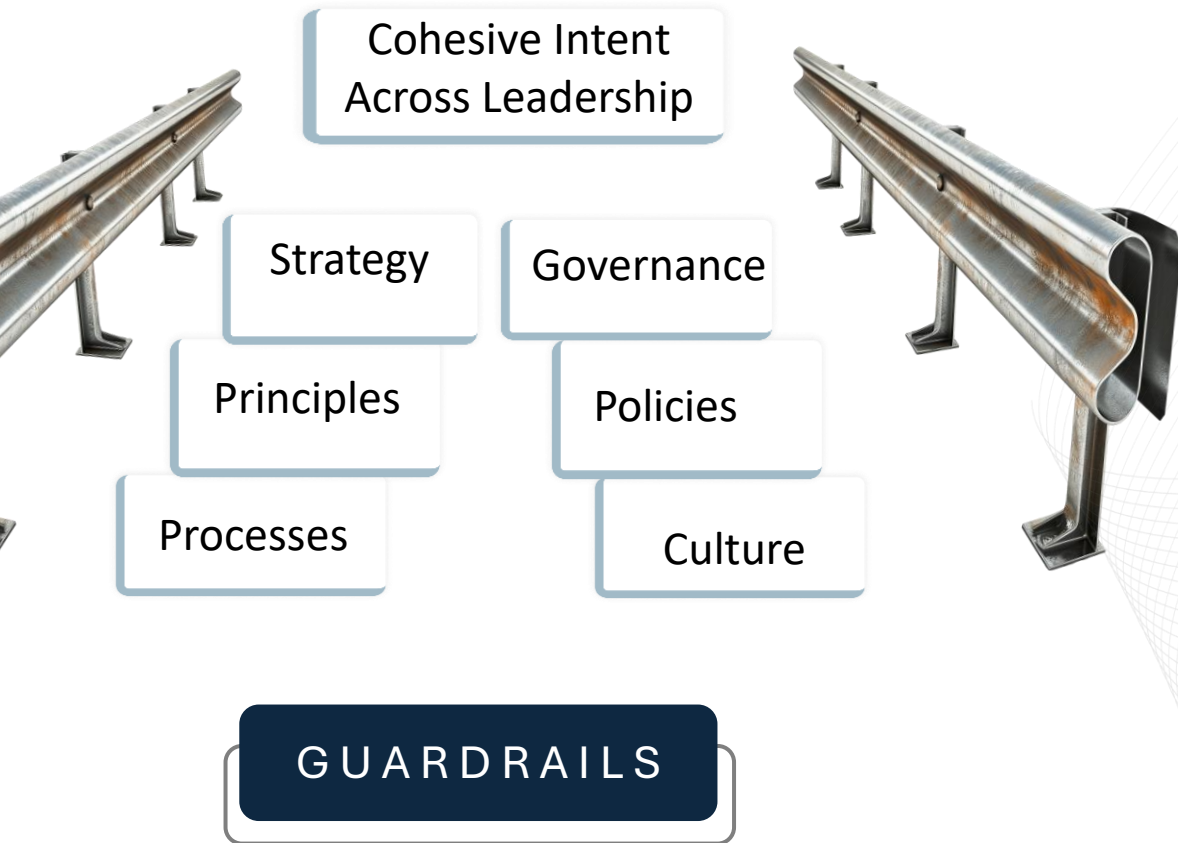 Cohesive Intent
Across Leadership
Strategy
Governance
Principles
Policies
Processes
Culture
GUARDRAILS